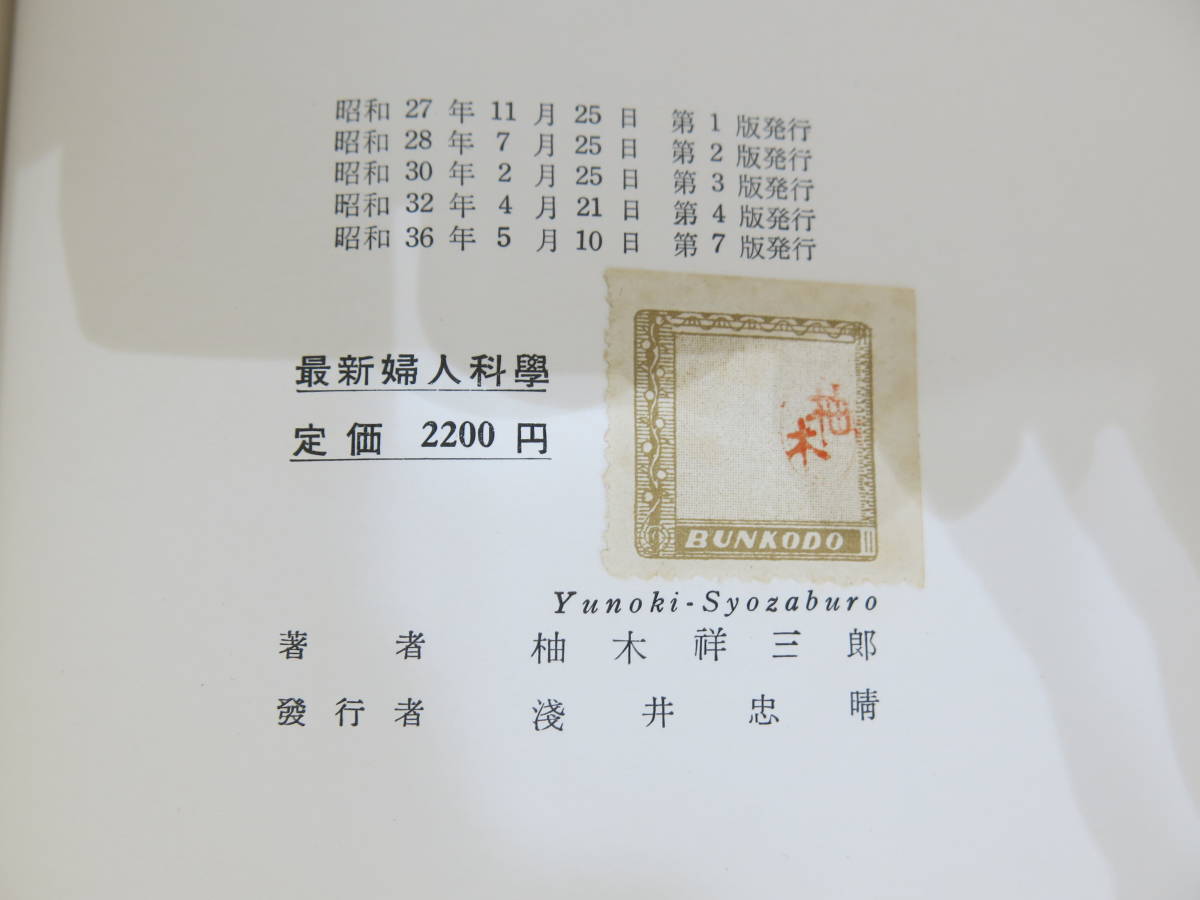 昭和 27 年 11 月 25 日 第 1 版発行
昭和 28 年 7 月 25 日 第 2 版発行
昭和 30 年 2 月 25 日 第 3 版発行
昭和 32 年 4 月 21 日 第 4 版発行
昭和 36 年 5 月 10 日 第 7 版発行
最新婦人科學
定価 2200 円
柚木
BUNKODO
Yunoki-Syozaburo
著者 柚木祥三郎
發行者 淺井忠晴